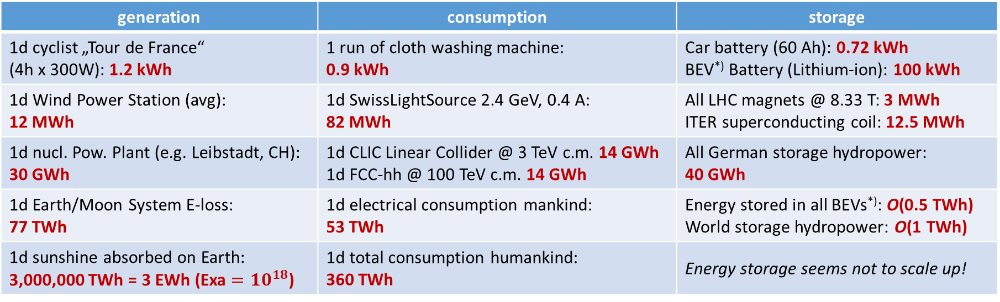 generation
consumption
storage
1d cyclist „Tour de France“
(4h x 300W): 1.2 kWh
1 run of cloth washing machine:
0.9 kWh
Car battery (60 Ah): 0.72 kWh
BEV*) Battery (Lithium-ion): 100 kWh
1d Wind Power Station (avg):
12 MWh
1d SwissLightSource 2.4 GeV, 0.4 A:
82 MWh
All LHC magnets @ 8.33 T: 3 MWh
ITER superconducting coil: 12.5 MWh
1d nucl. Pow. Plant (e.g. Leibstadt, CH):
30 GWh
1d CLIC Linear Collider @ 3 TeV c.m. 14 GWh
1d FCC-hh @ 100 TeV c.m. 14 GWh
All German storage hydropower:
40 GWh
1d Earth/Moon System E-loss:
77 TWh
1d electrical consumption mankind:
53 TWh
Energy stored in all BEVs*): O(0.5 TWh)
World storage hydropower: O(1 TWh)
1d sunshine absorbed on Earth:
3,000,000 TWh = 3 EWh (Exa = 10^18)
1d total consumption humankind:
360 TWh
Energy storage seems not to scale up!